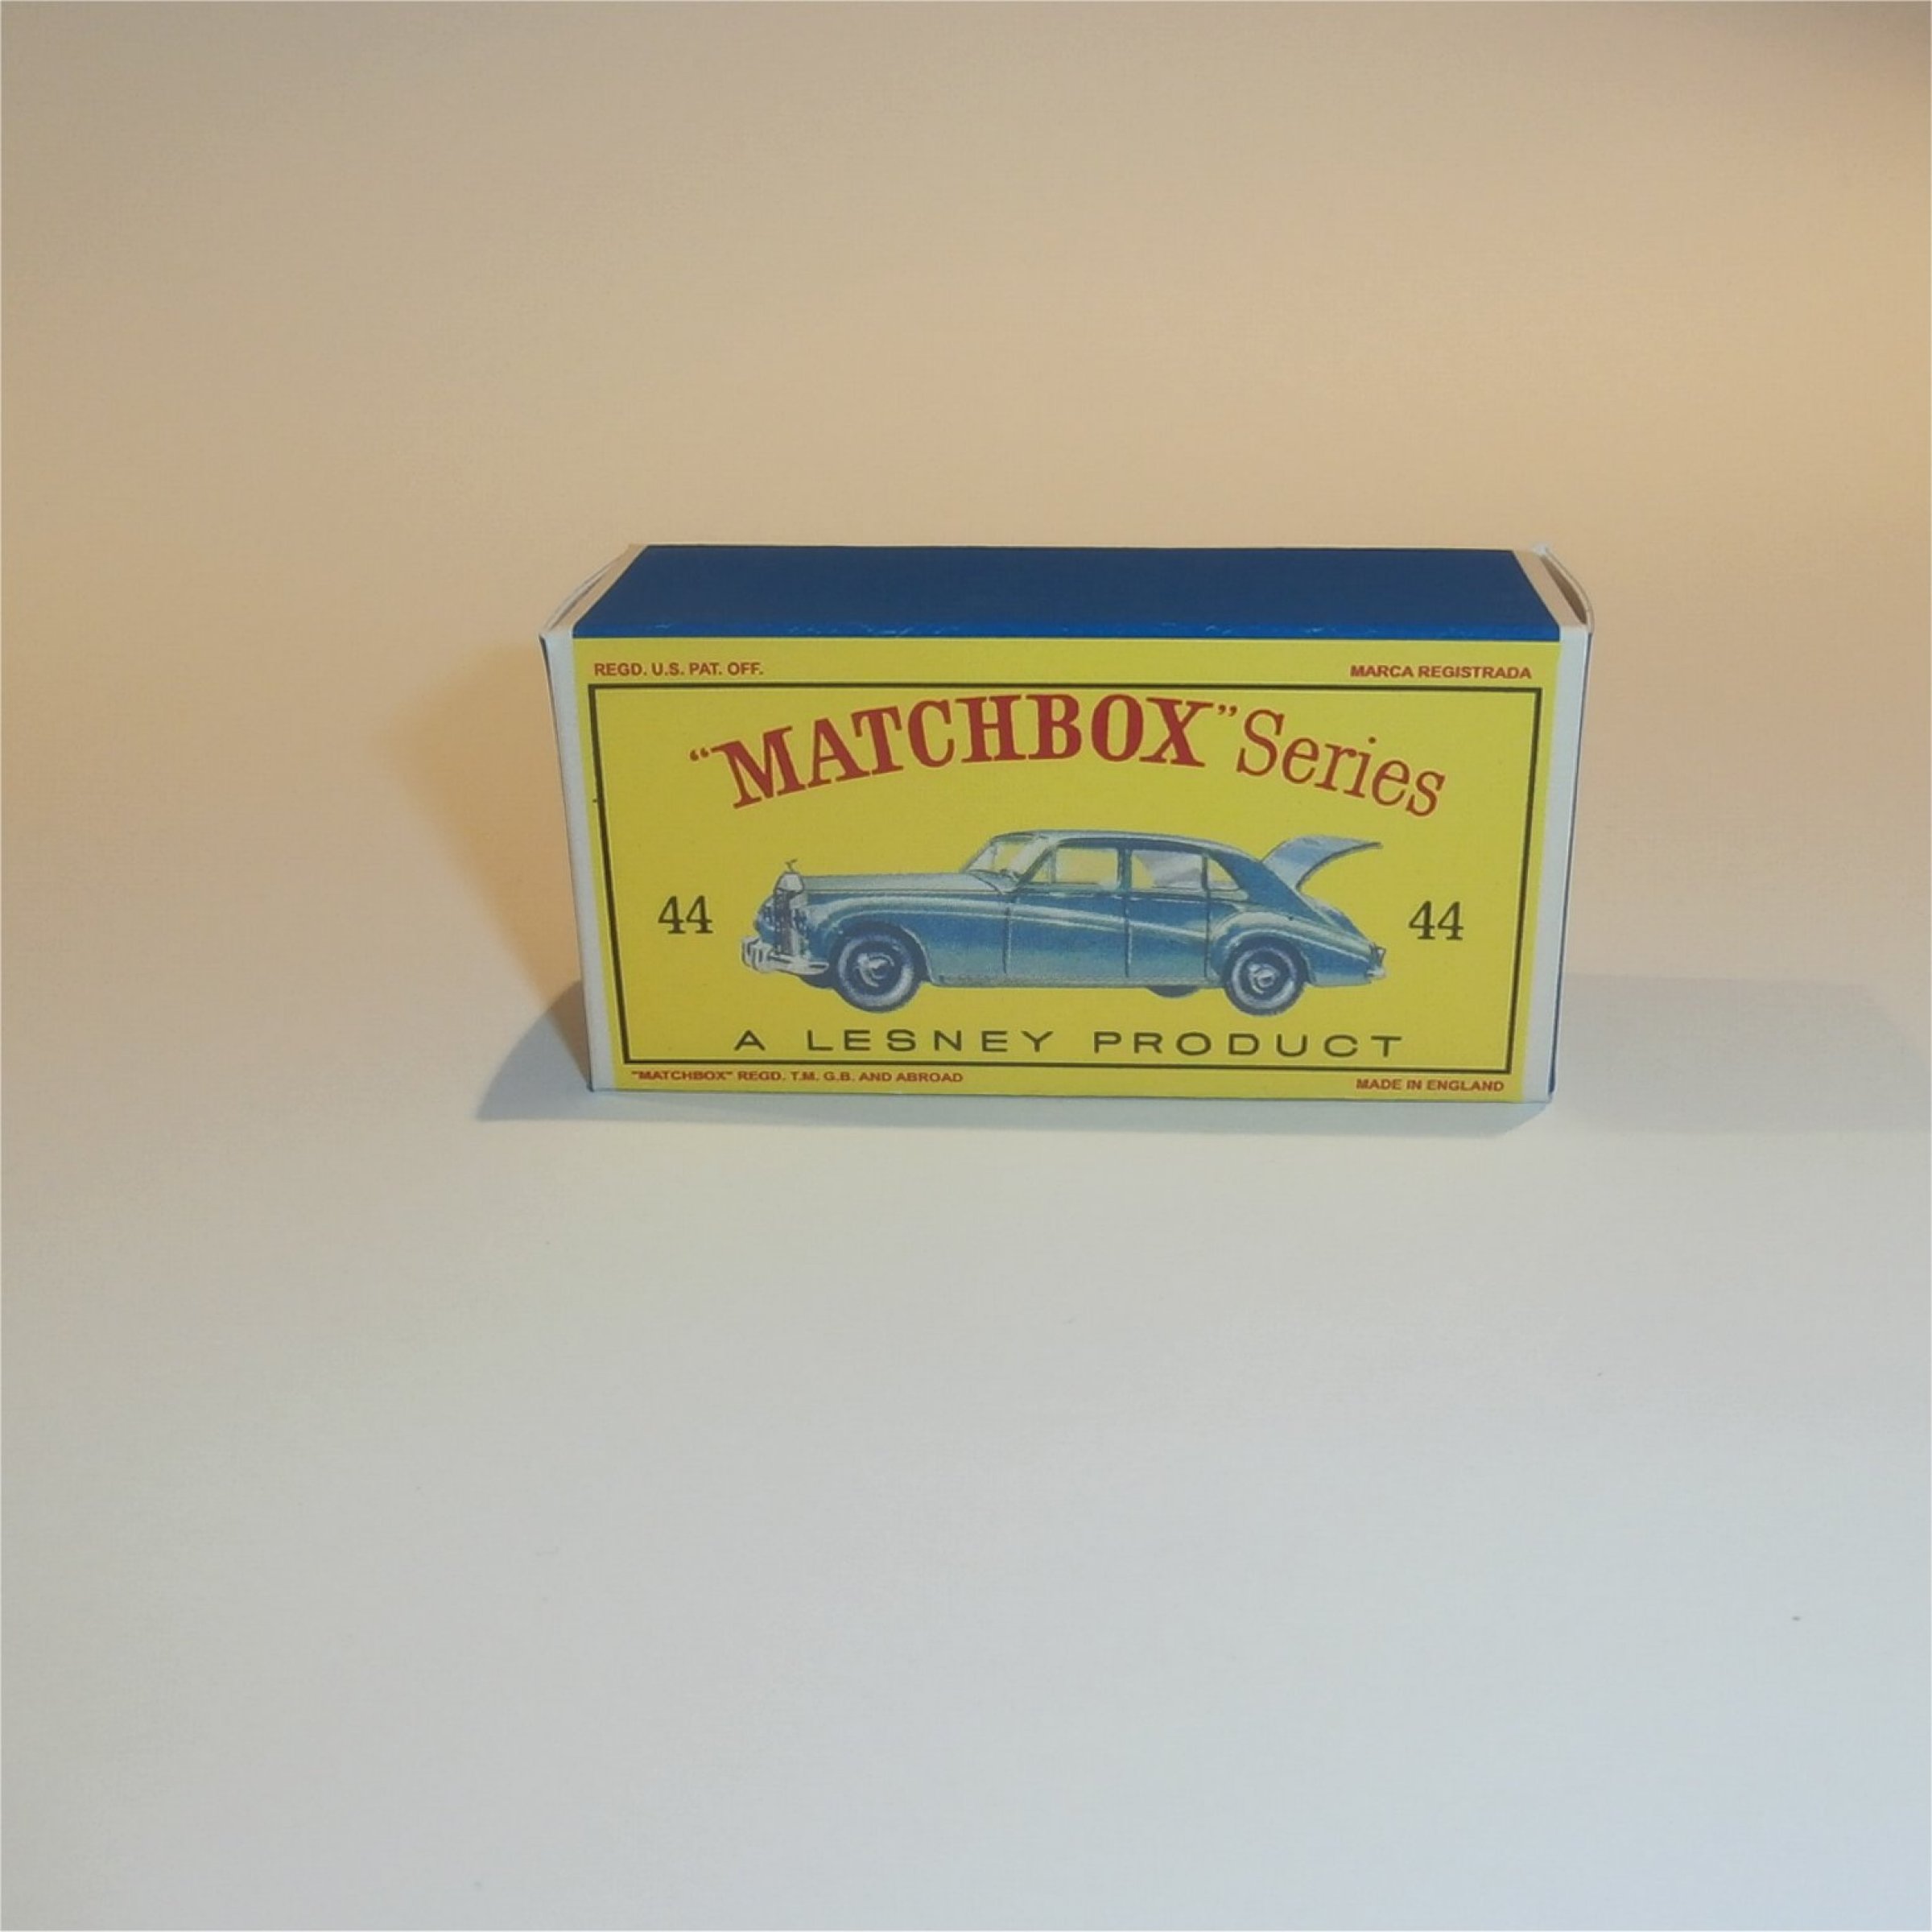 REGD. U.S. PAT. OFF. MARCA REGISTRADA
“MATCHBOX” Series
44 44
A LESNEY PRODUCT
"MATCHBOX" REGD. T.M. G.B. AND ABROAD MADE IN ENGLAND